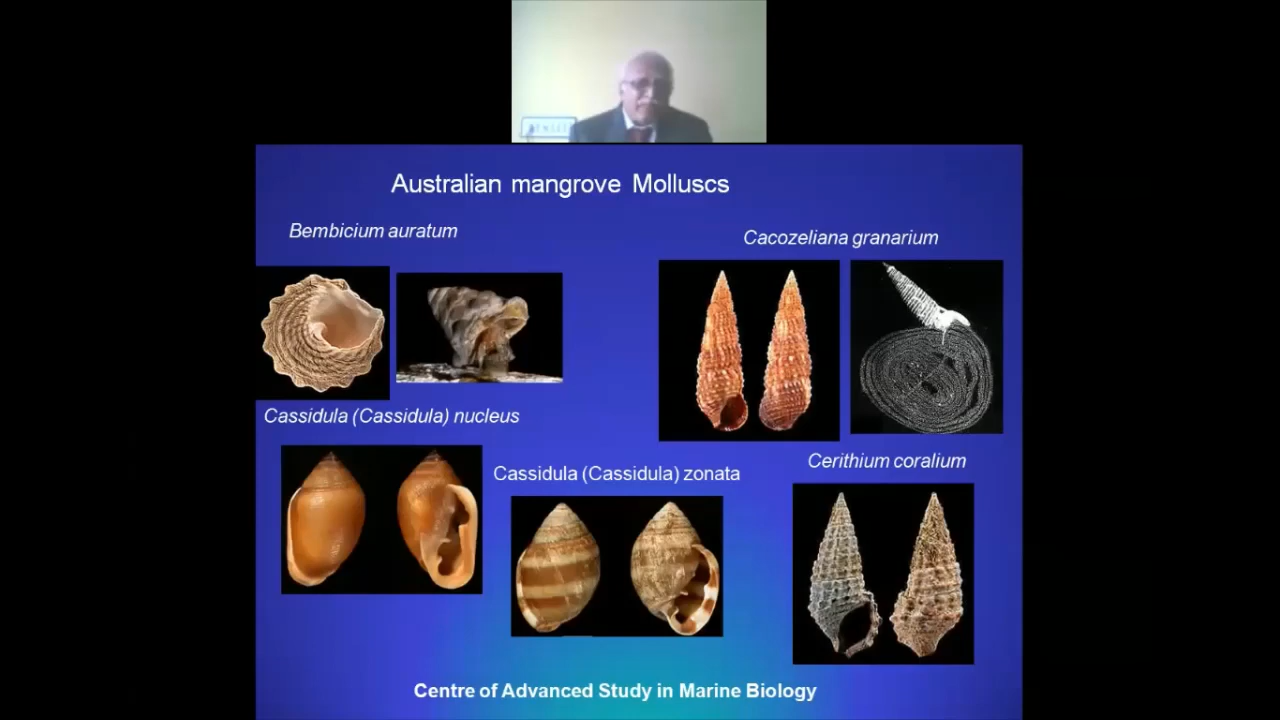 Australian mangrove Molluscs
Bembicium auratum
Cacozeliana granarium
Cassidula (Cassidula) nucleus
Cassidula (Cassidula) zonata
Cerithium coralium
Centre of Advanced Study in Marine Biology